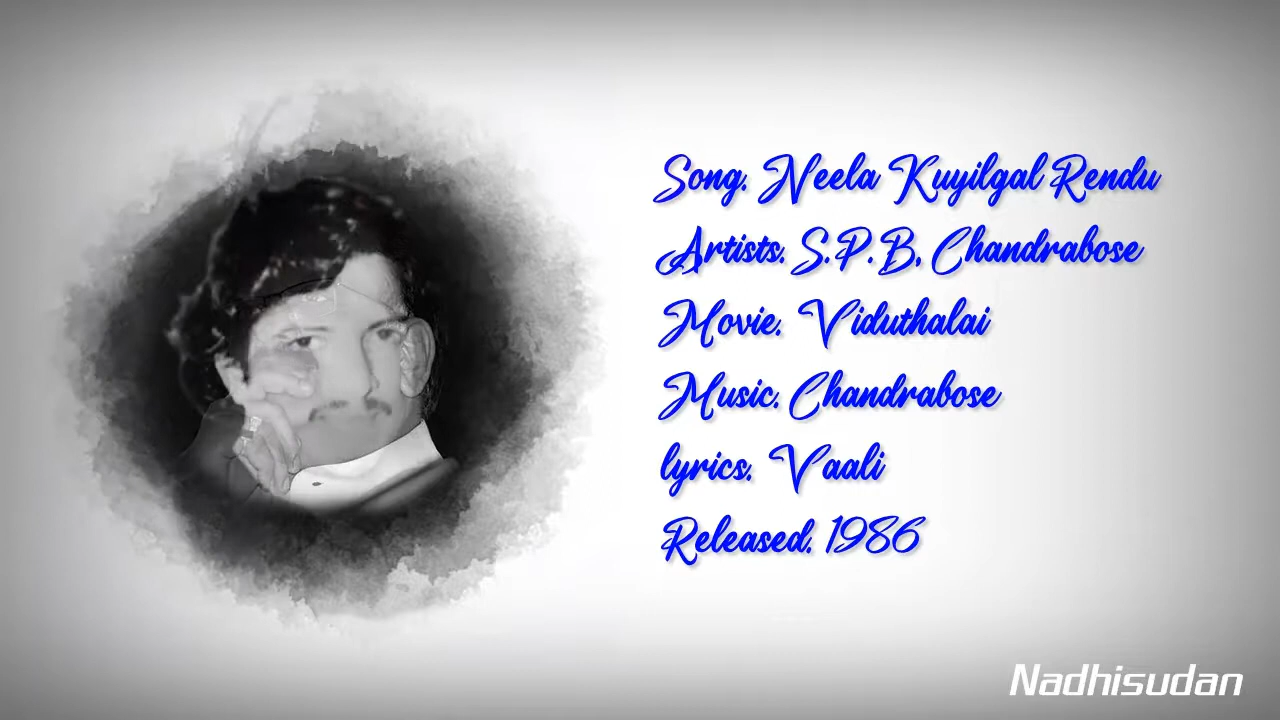 Song. Neela Kuyilgal Rendu
Artists. S.P.B, Chandrabose
Movie. Viduthalai
Music. Chandrabose
lyrics. Vaali
Released. 1986
Nadhisudan